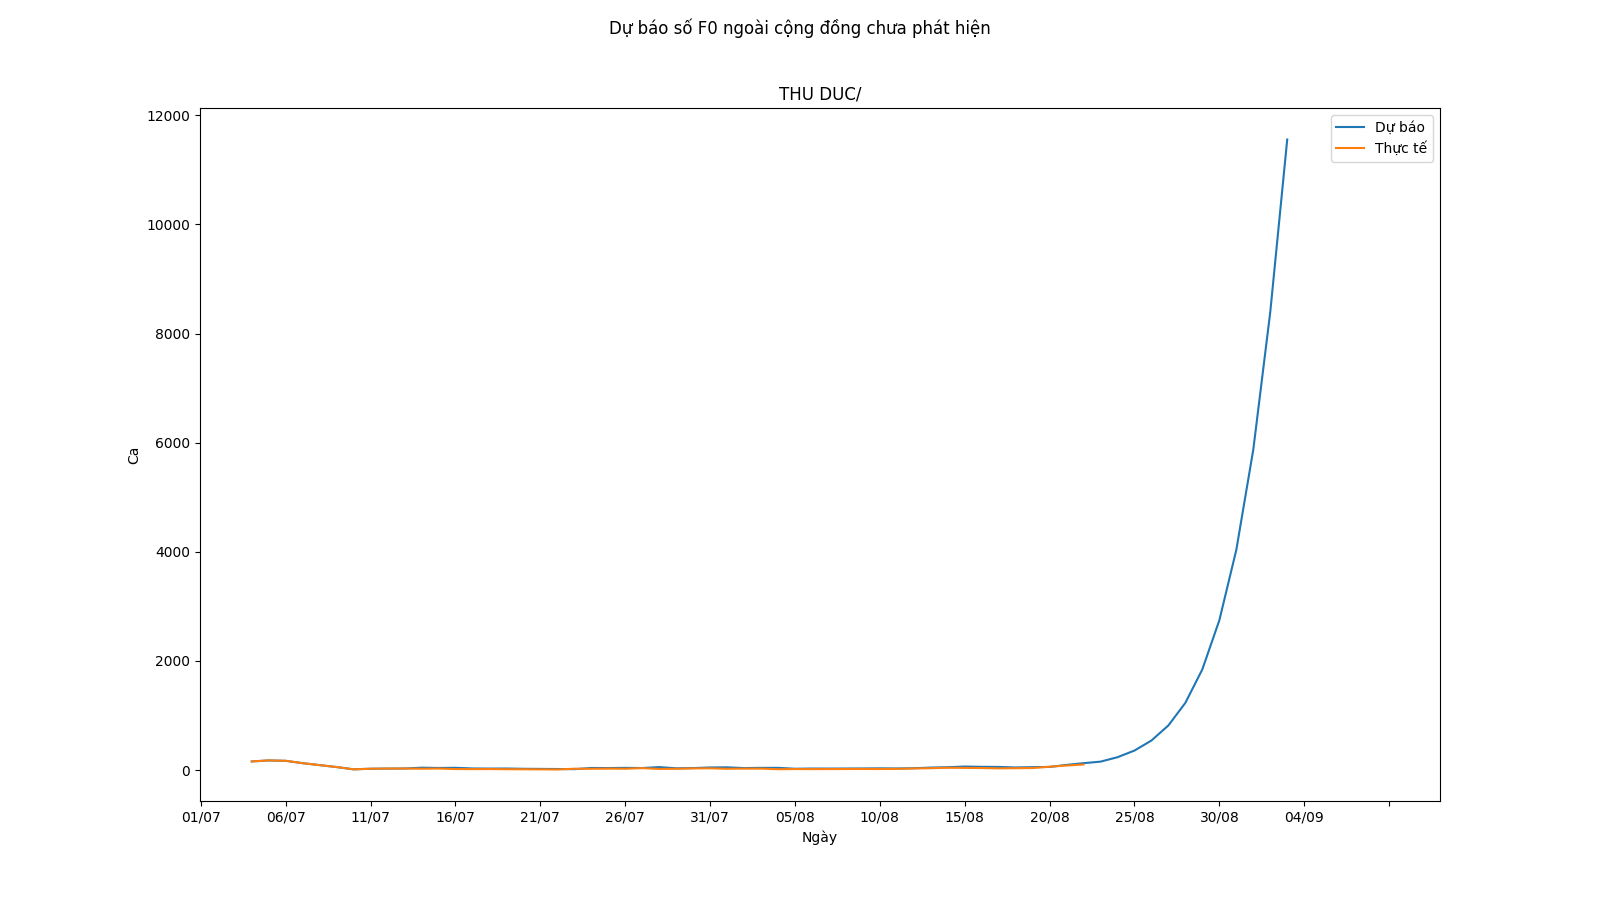 Dự báo số F0 ngoài cộng đồng chưa phát hiện
THU DUC/
12000
10000
8000
6000
4000
2000
0
Ca
Dự báo
Thực tế
01/07 06/07 11/07 16/07 21/07 26/07 31/07 05/08 10/08 15/08 20/08 25/08 30/08 04/09
Ngày